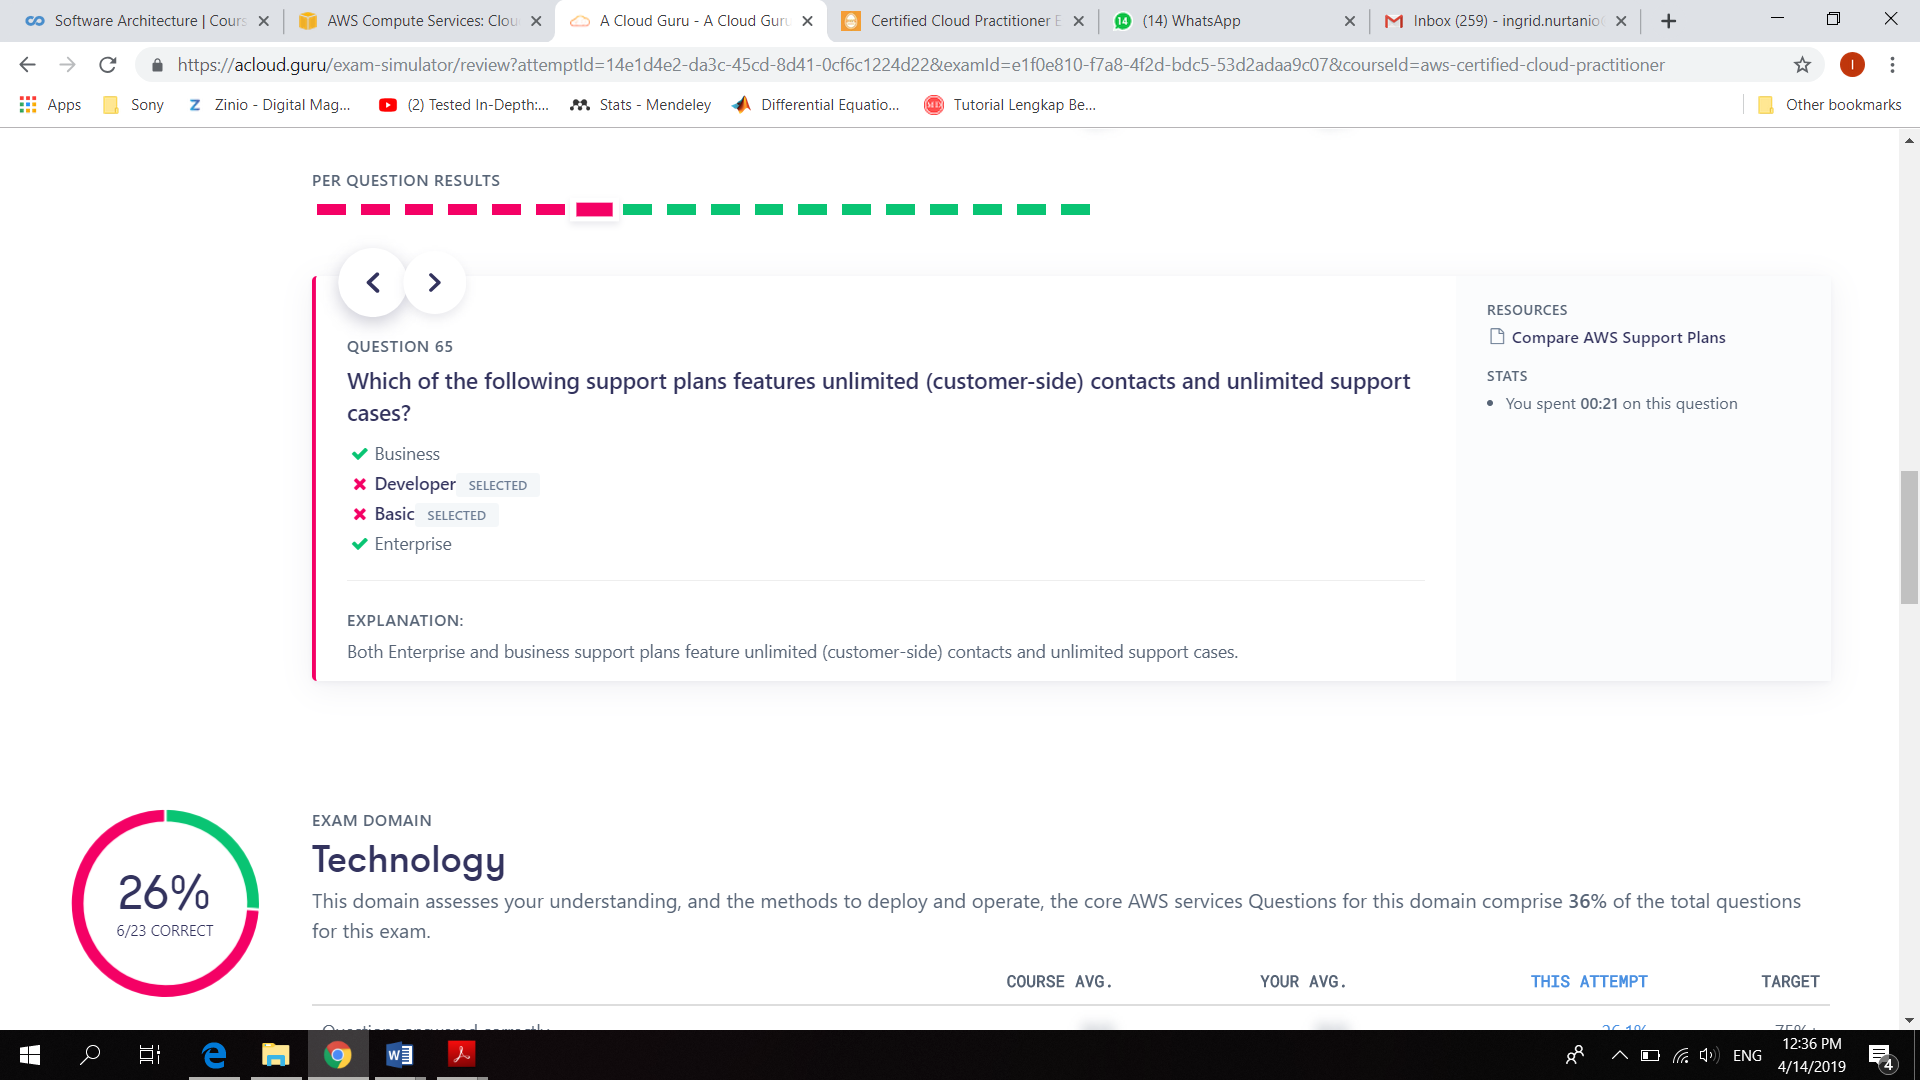 Software Architecture | Cours
AWS Compute Services: Clou
A Cloud Guru - A Cloud Guru
Certified Cloud Practitioner E
14
(14) WhatsApp
Inbox (259) - ingrid.nurtanio
https://acloud.guru/exam-simulator/review?attemptId=14e1d4e2-da3c-45cd-8d41-0cf6c1224d22&examId=e1f0e810-f7a8-4f2d-bdc5-53d2adaa9c07&courseId=aws-certified-cloud-practitioner
I
Apps
Sony
Z Zinio - Digital Mag...
(2) Tested In-Depth:...
Stats - Mendeley
Differential Equatio...
Tutorial Lengkap Be...
Other bookmarks
PER QUESTION RESULTS
QUESTION 65
Which of the following support plans features unlimited (customer-side) contacts and unlimited support
cases?
Business
Developer SELECTED
Basic SELECTED
Enterprise
EXPLANATION:
Both Enterprise and business support plans feature unlimited (customer-side) contacts and unlimited support cases.
RESOURCES
Compare AWS Support Plans
STATS
You spent 00:21 on this question
26%
6/23 CORRECT
EXAM DOMAIN
Technology
This domain assesses your understanding, and the methods to deploy and operate, the core AWS services Questions for this domain comprise 36% of the total questions
for this exam.
COURSE AVG. YOUR AVG. THIS ATTEMPT TARGET
Questions answered correctly 26.1% 75%+
ENG
12:36 PM
4/14/2019
4